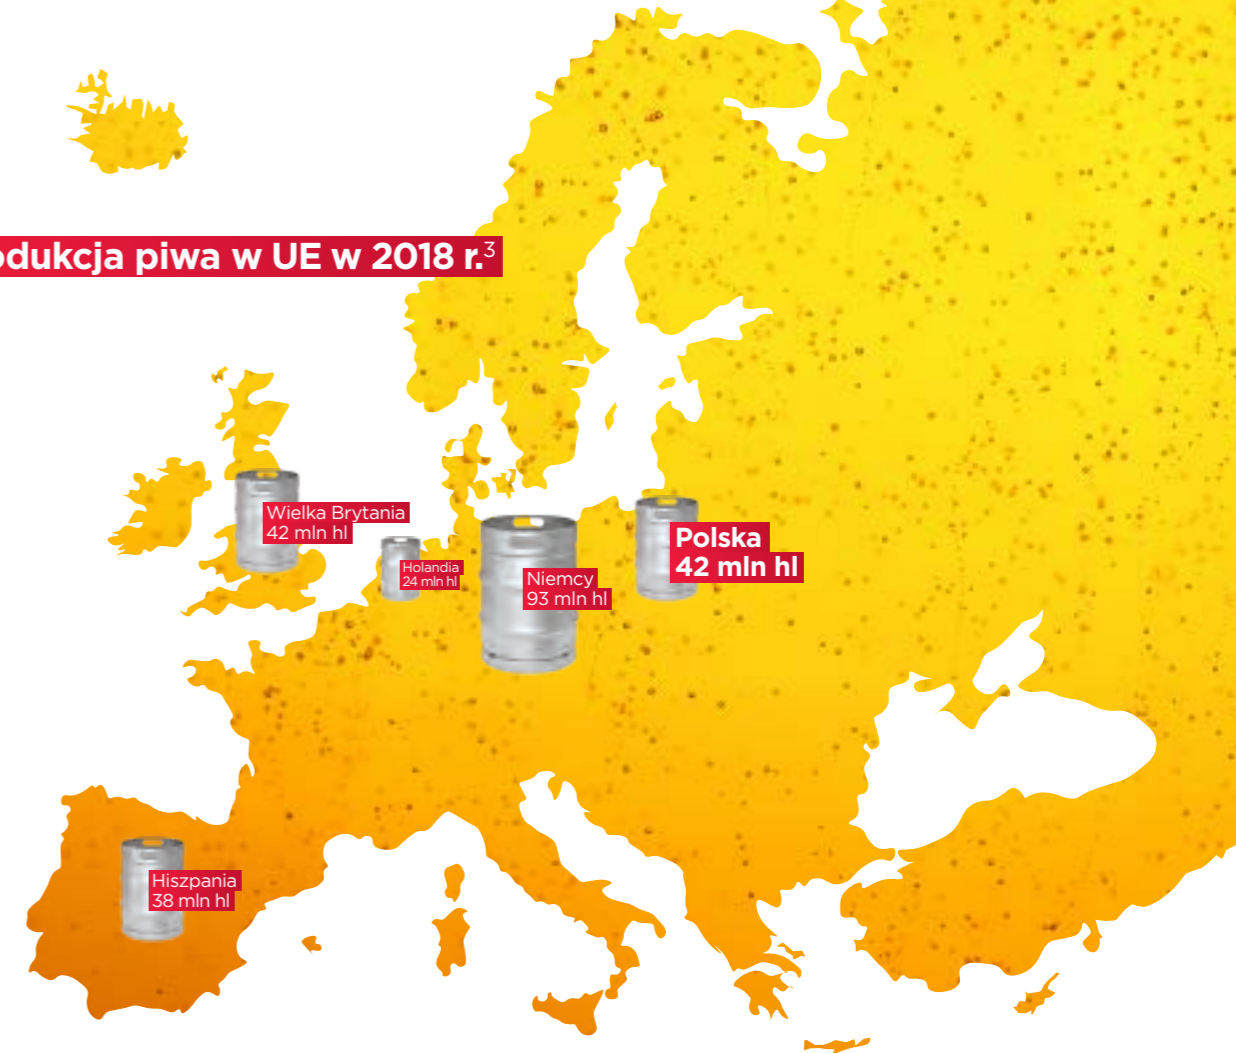 odukcja piwa w UE w 2018 r.³
Wielka Brytania
42 mln hl
Holandia
24 mln hl
Niemcy
93 mln hl
Polska
42 mln hl
Hiszpania
38 mln hl